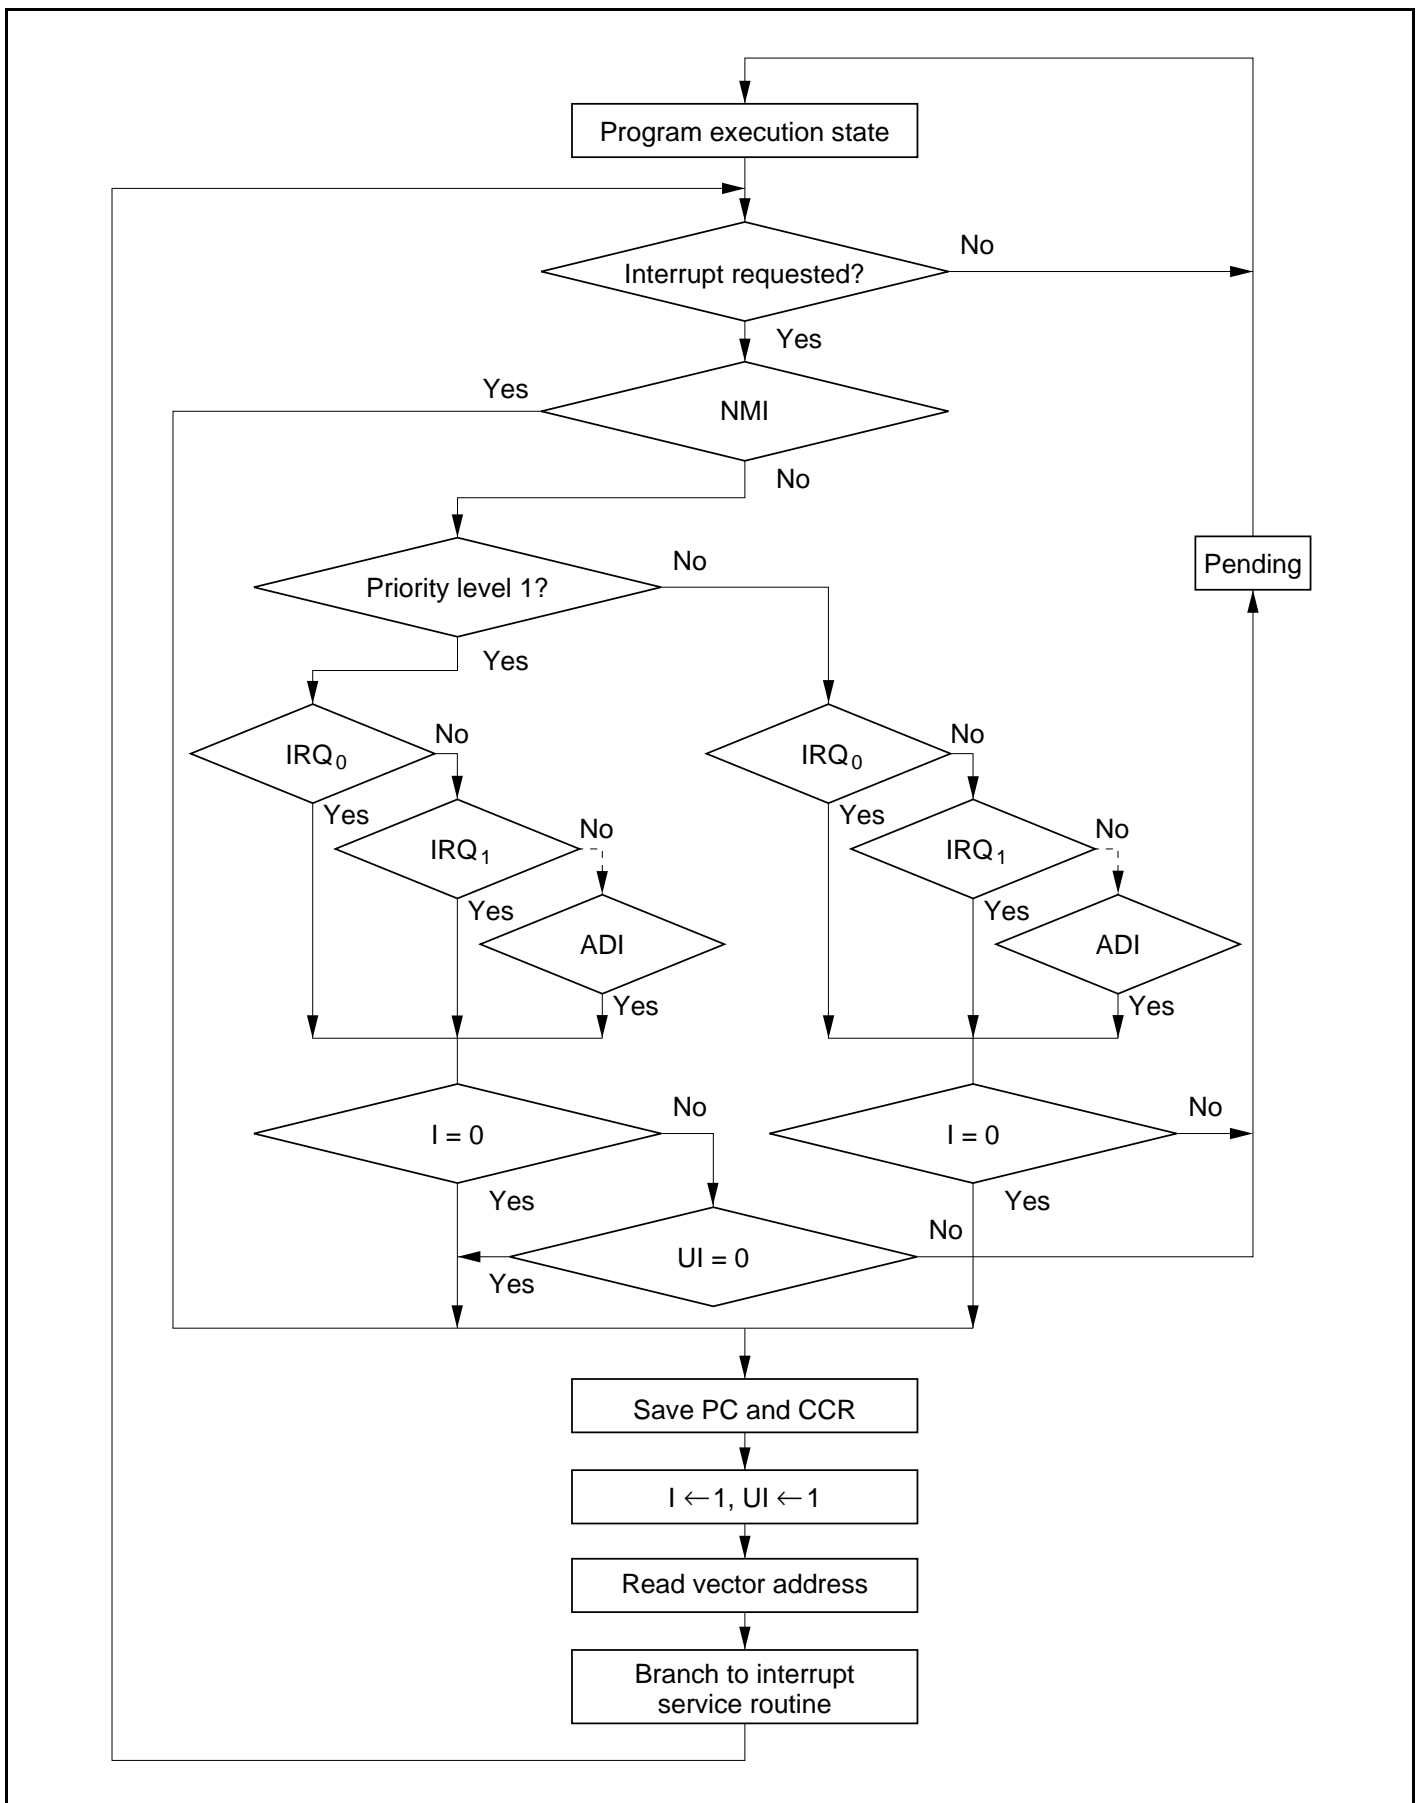 Program execution state
No
Interrupt requested?
Yes
Yes
NMI
No
No
Pending
Priority level 1?
Yes
No
No
IRQ0
IRQ0
Yes
No
Yes
No
IRQ1
IRQ1
Yes
Yes
ADI
ADI
Yes
Yes
No
No
I = 0
I = 0
Yes
Yes
No
UI = 0
Yes
Save PC and CCR
I ← 1, UI ← 1
Read vector address
Branch to interrupt
service routine